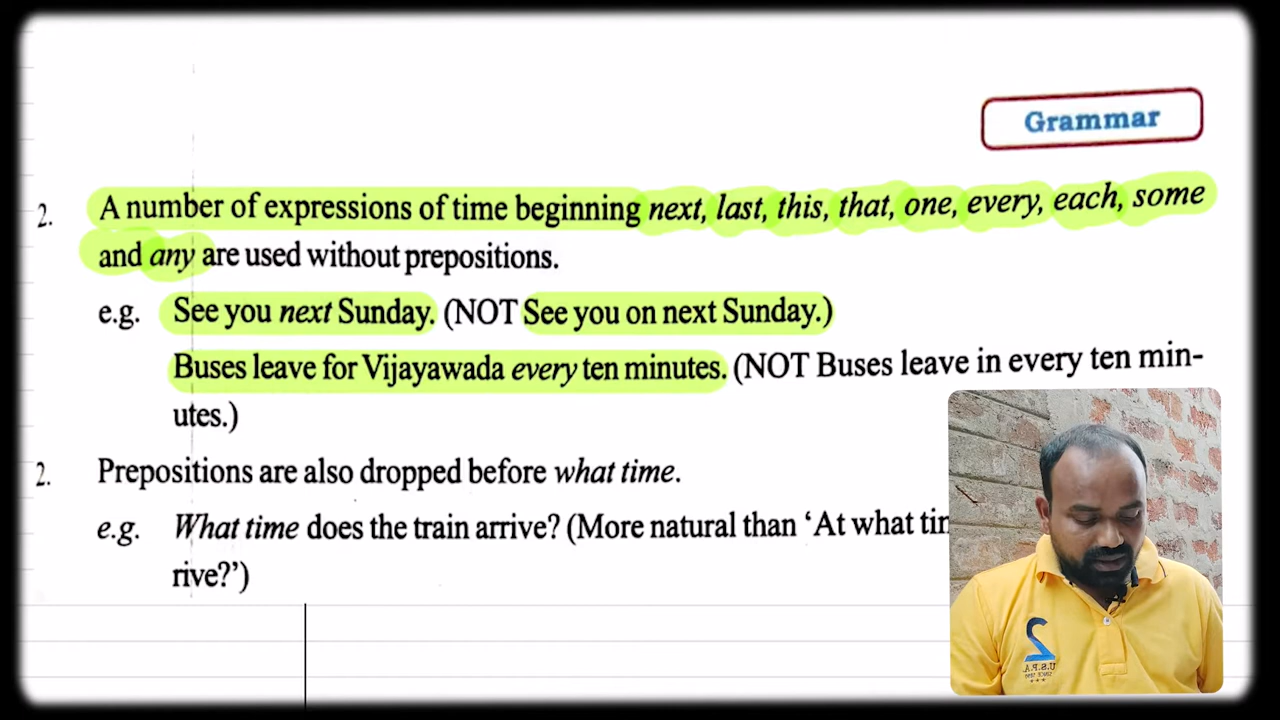 Grammar
2. A number of expressions of time beginning next, last, this, that, one, every, each, some
and any are used without prepositions.
e.g. See you next Sunday. (NOT See you on next Sunday.)
Buses leave for Vijayawada every ten minutes. (NOT Buses leave in every ten min-
utes.)
2. Prepositions are also dropped before what time.
e.g. What time does the train arrive? (More natural than ‘At what
rive?’)
2
U.S.P.A.
SINCE 1890